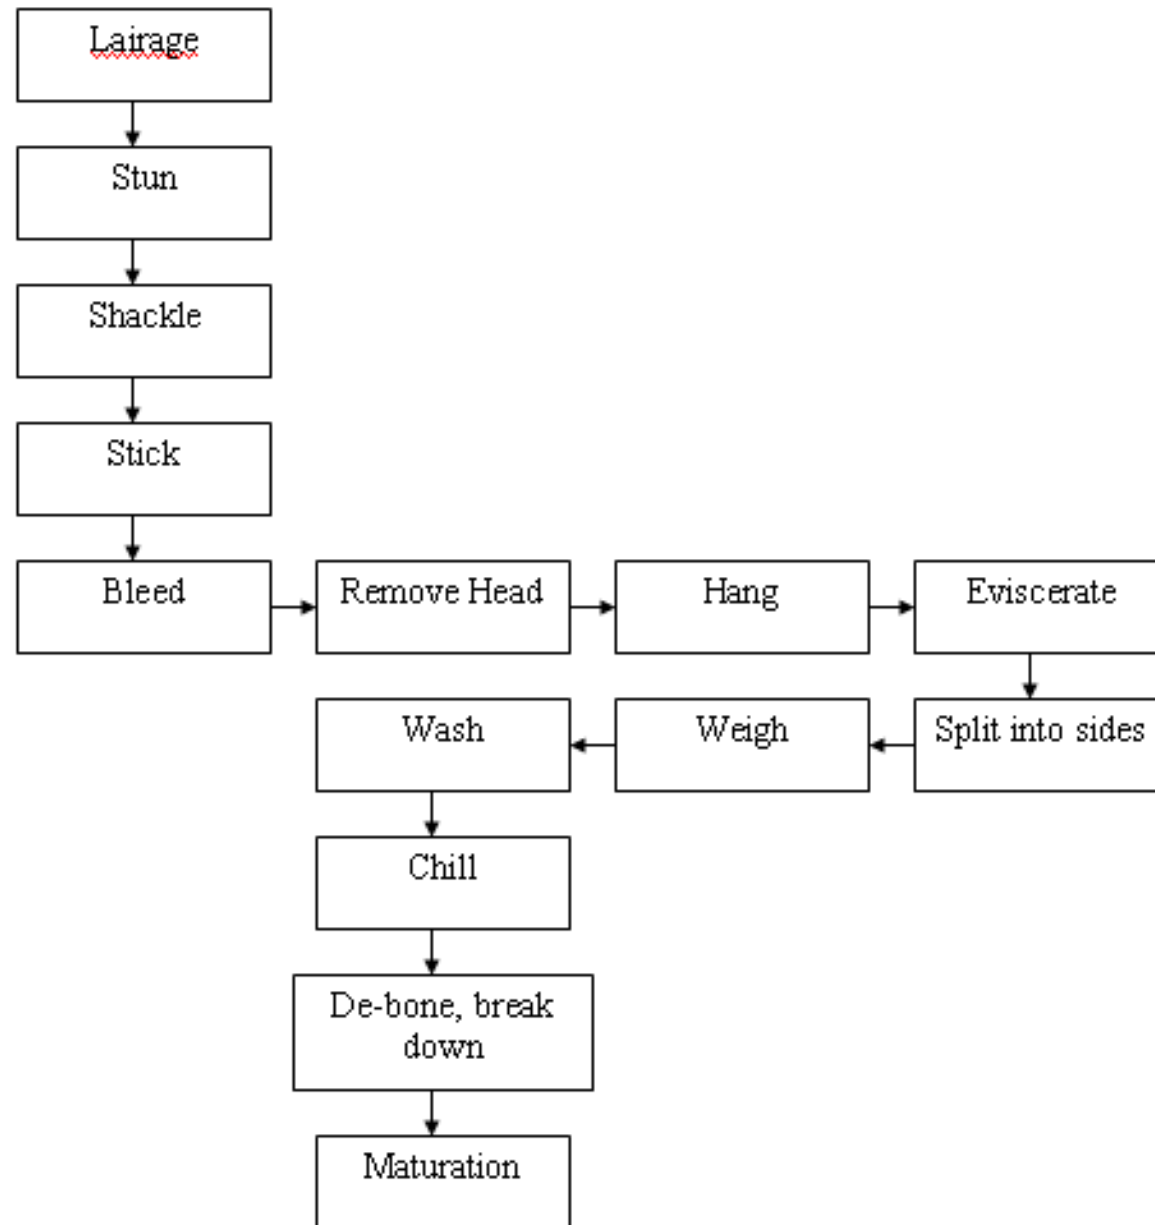 Lairage
Stun
Shackle
Stick
Bleed
Remove Head
Hang
Eviscerate
Split into sides
Weigh
Wash
Chill
De-bone, break
down
Maturation